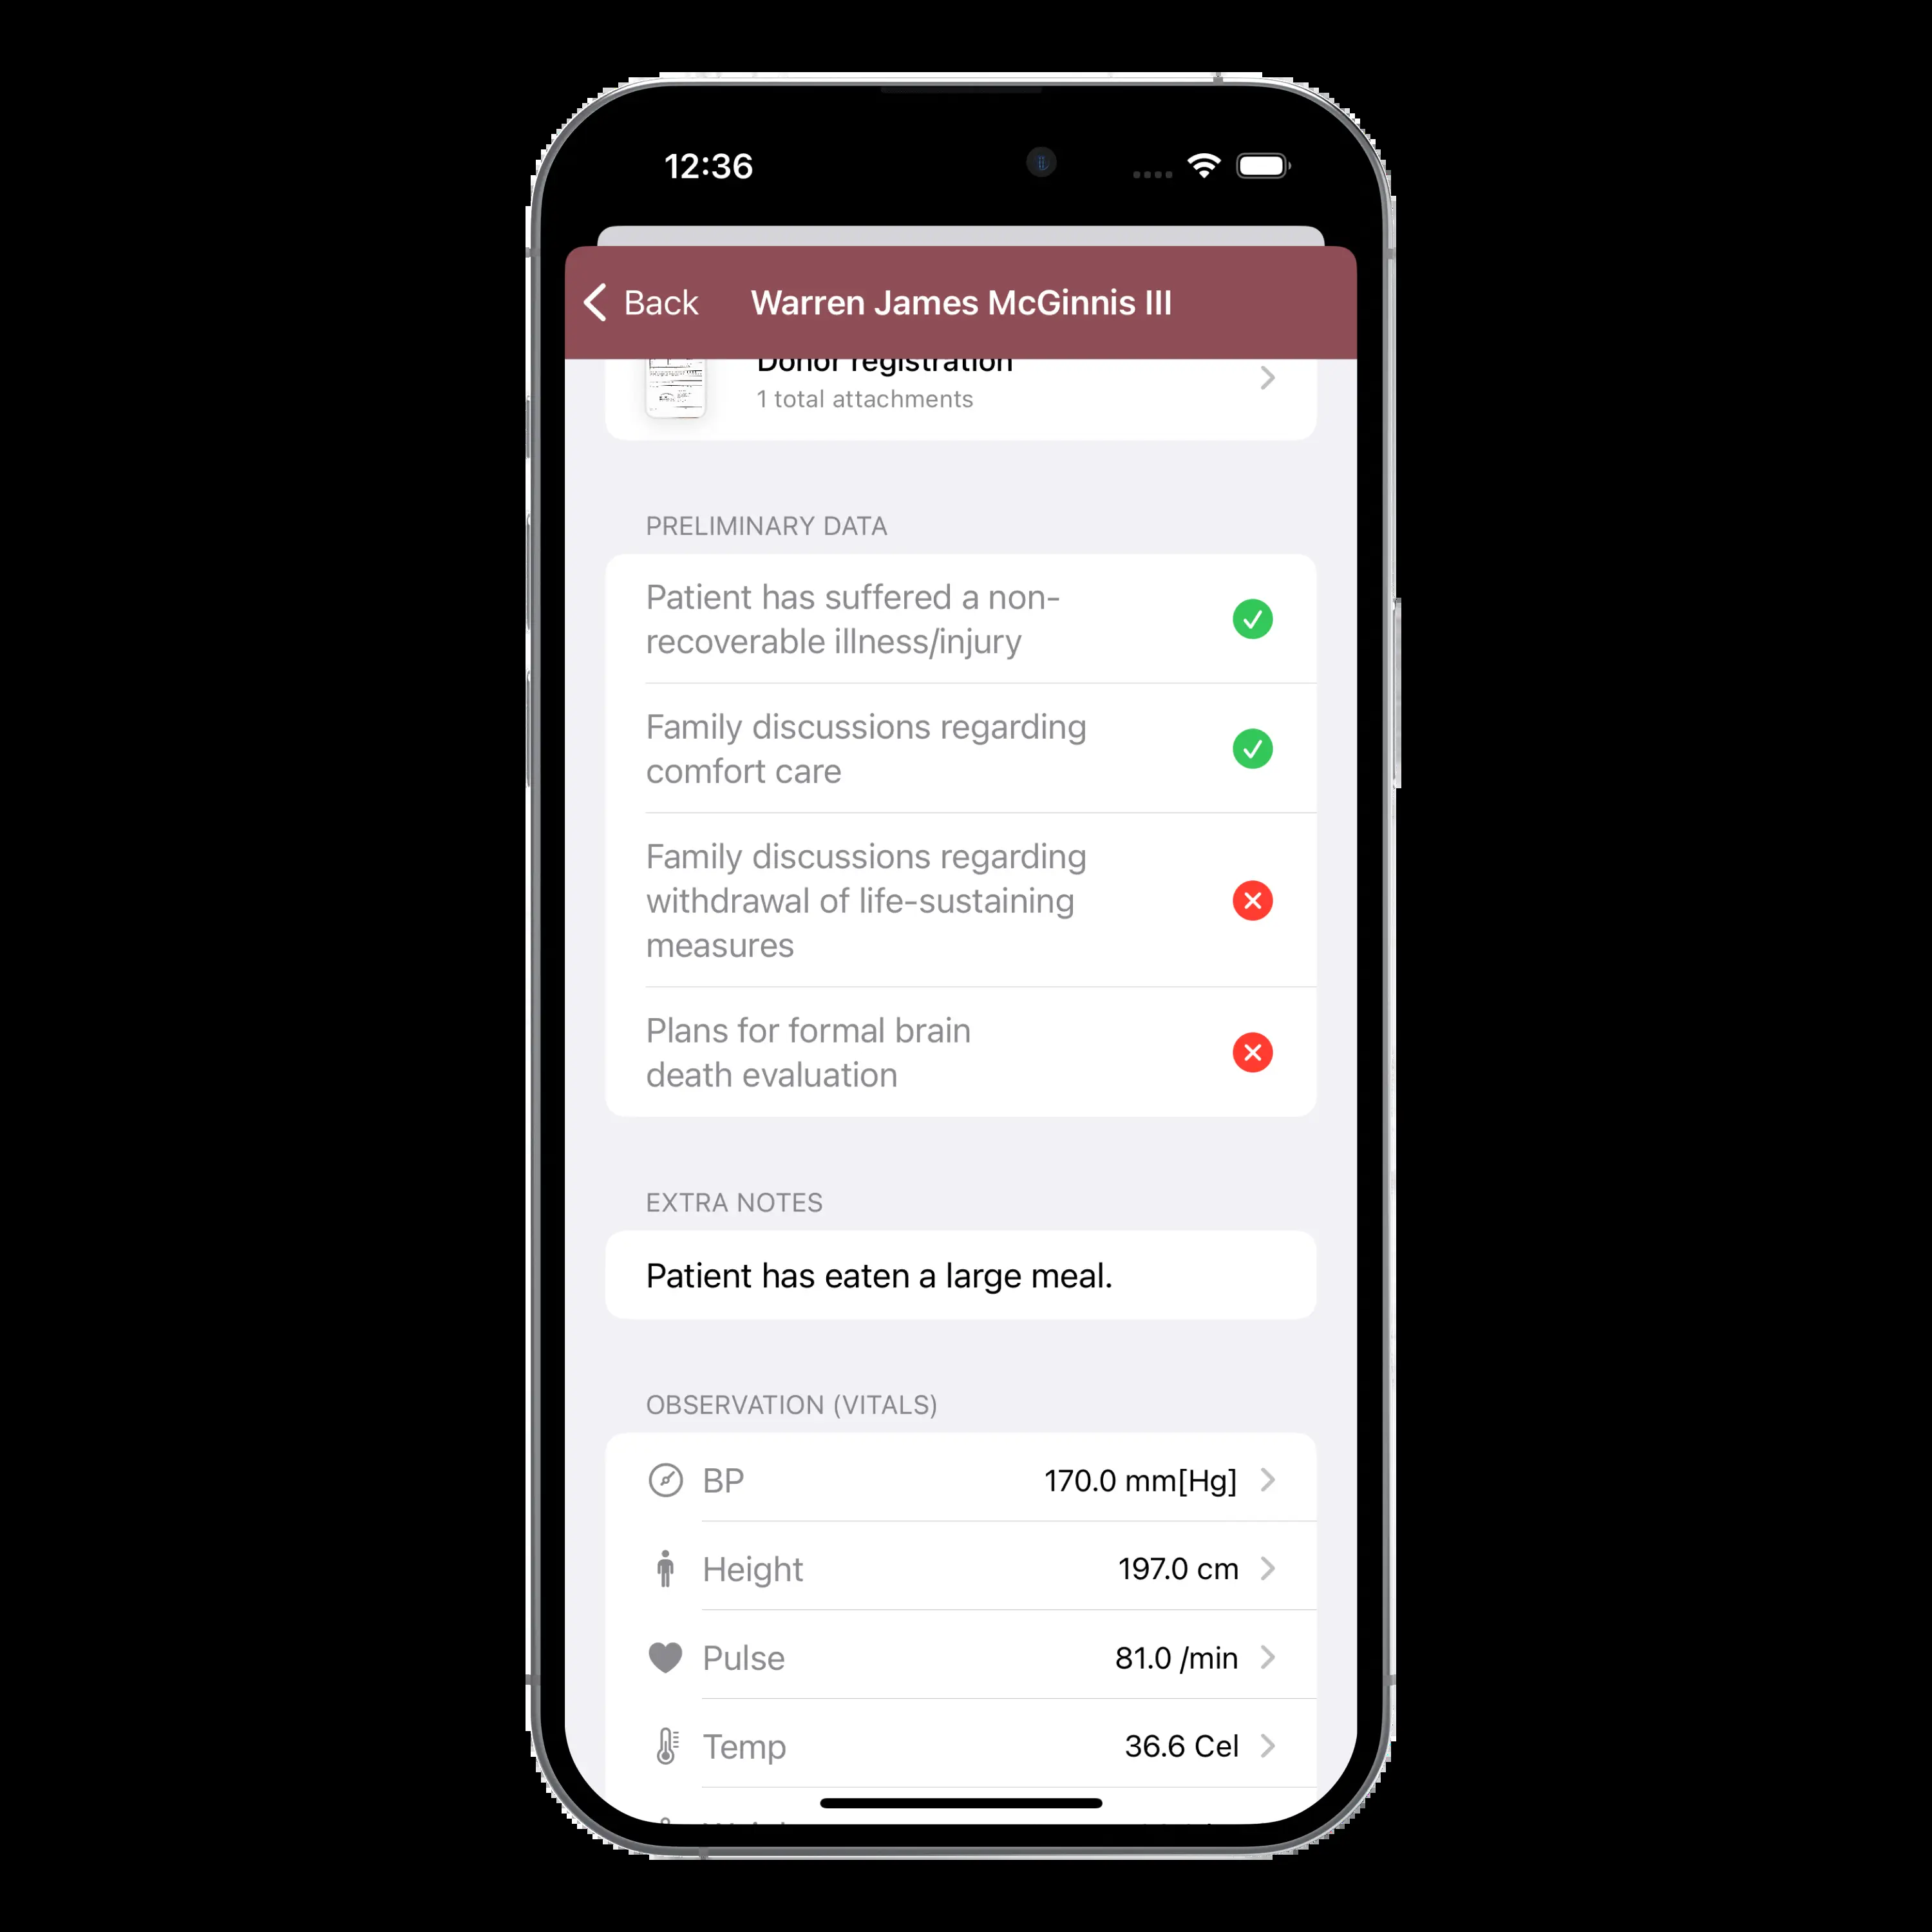 12:36
Back
Warren James McGinnis III
Donor registration
1 total attachments
PRELIMINARY DATA
Patient has suffered a non-
recoverable illness/injury
Family discussions regarding
comfort care
Family discussions regarding
withdrawal of life-sustaining
measures
Plans for formal brain
death evaluation
EXTRA NOTES
Patient has eaten a large meal.
OBSERVATION (VITALS)
BP
170.0 mm[Hg]
Height
197.0 cm
Pulse
81.0 /min
Temp
36.6 Cel